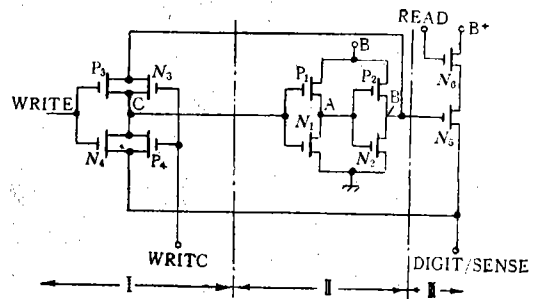 READ
B+
B
P3
N3
P1
P2
N6
WRITE
C
A
B
N5
N4
P4
N1
N2
WRITC
DIGIT/SENSE
I
II
III